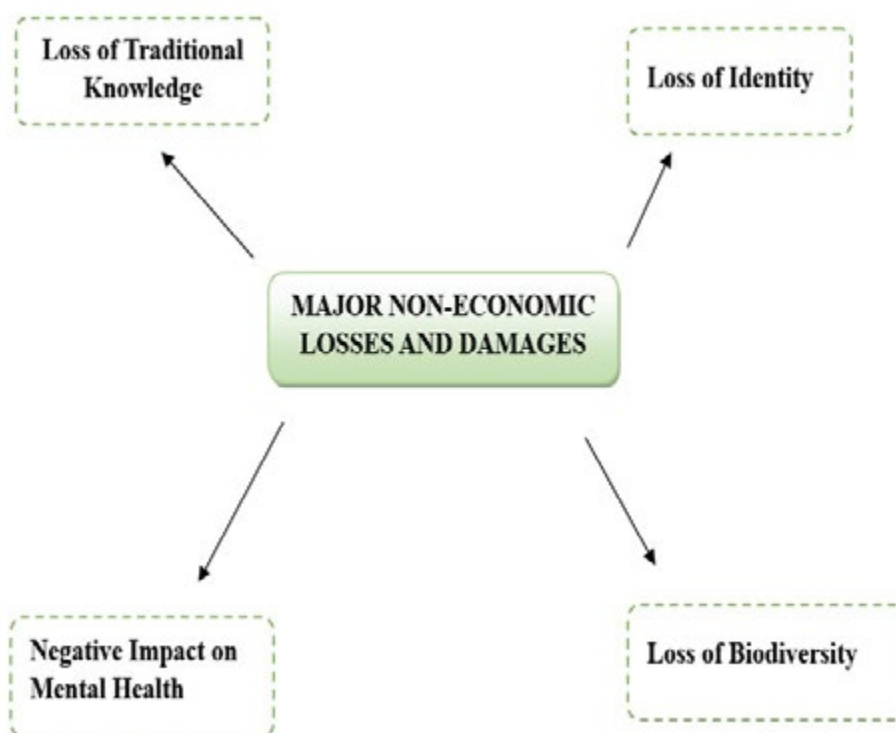 Loss of Traditional
Knowledge
Loss of Identity
MAJOR NON-ECONOMIC
LOSSES AND DAMAGES
Negative Impact on
Mental Health
Loss of Biodiversity